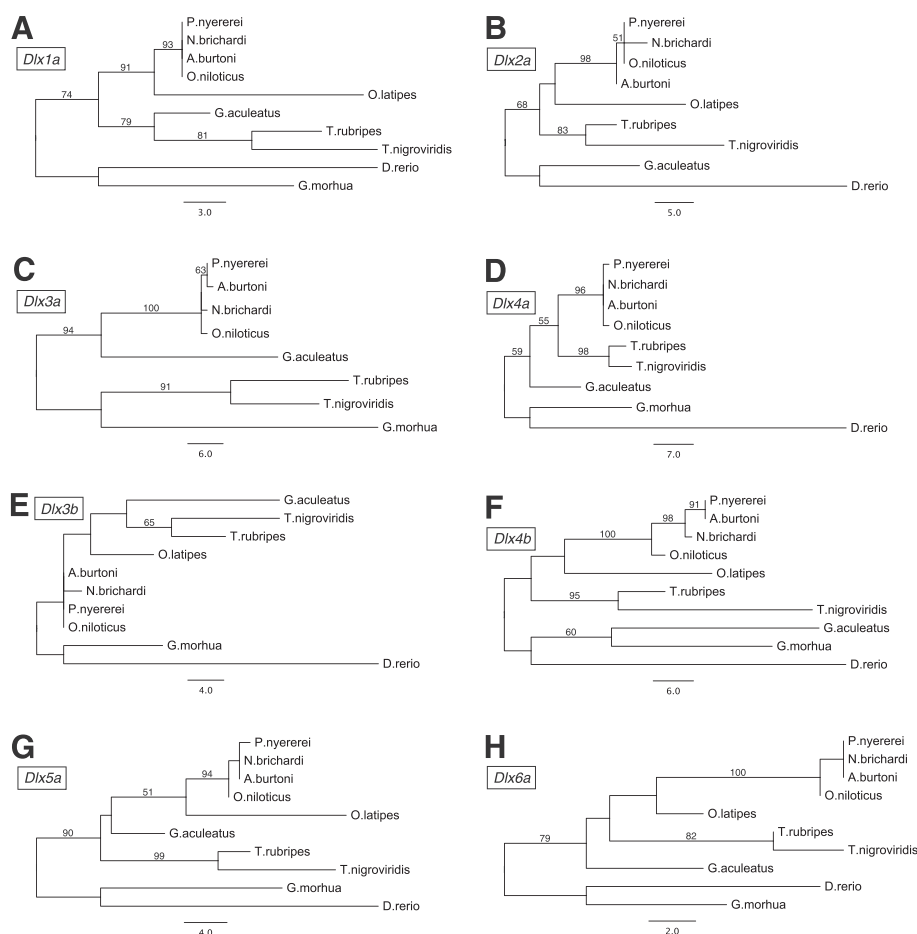 A
Dlx1a
P.nyererei
93
N.brichardi
A.burtoni
91
O.niloticus
O.latipes
74
G.aculeatus
79
T.rubripes
81
T.nigroviridis
D.rerio
G.morhua
3.0
B
Dlx2a
P.nyererei
51
N.brichardi
98
O.niloticus
A.burtoni
O.latipes
68
T.rubripes
83
T.nigroviridis
G.aculeatus
D.rerio
5.0
C
Dlx3a
P.nyererei
63
A.burtoni
100
N.brichardi
94
O.niloticus
G.aculeatus
T.rubripes
91
T.nigroviridis
G.morhua
6.0
D
Dlx4a
P.nyererei
96
N.brichardi
A.burtoni
55
O.niloticus
T.rubripes
59
98
T.nigroviridis
G.aculeatus
G.morhua
D.rerio
7.0
E
Dlx3b
G.aculeatus
65
T.nigroviridis
T.rubripes
O.latipes
A.burtoni
N.brichardi
P.nyererei
O.niloticus
G.morhua
D.rerio
4.0
F
Dlx4b
P.nyererei
91
98
A.burtoni
100
N.brichardi
O.niloticus
O.latipes
T.rubripes
95
T.nigroviridis
G.aculeatus
60
G.morhua
D.rerio
6.0
G
Dlx5a
P.nyererei
N.brichardi
94
A.burtoni
51
O.niloticus
O.latipes
90
G.aculeatus
T.rubripes
99
T.nigroviridis
G.morhua
D.rerio
4.0
H
Dlx6a
P.nyererei
N.brichardi
100
A.burtoni
O.niloticus
O.latipes
79
T.rubripes
82
T.nigroviridis
G.aculeatus
D.rerio
G.morhua
2.0